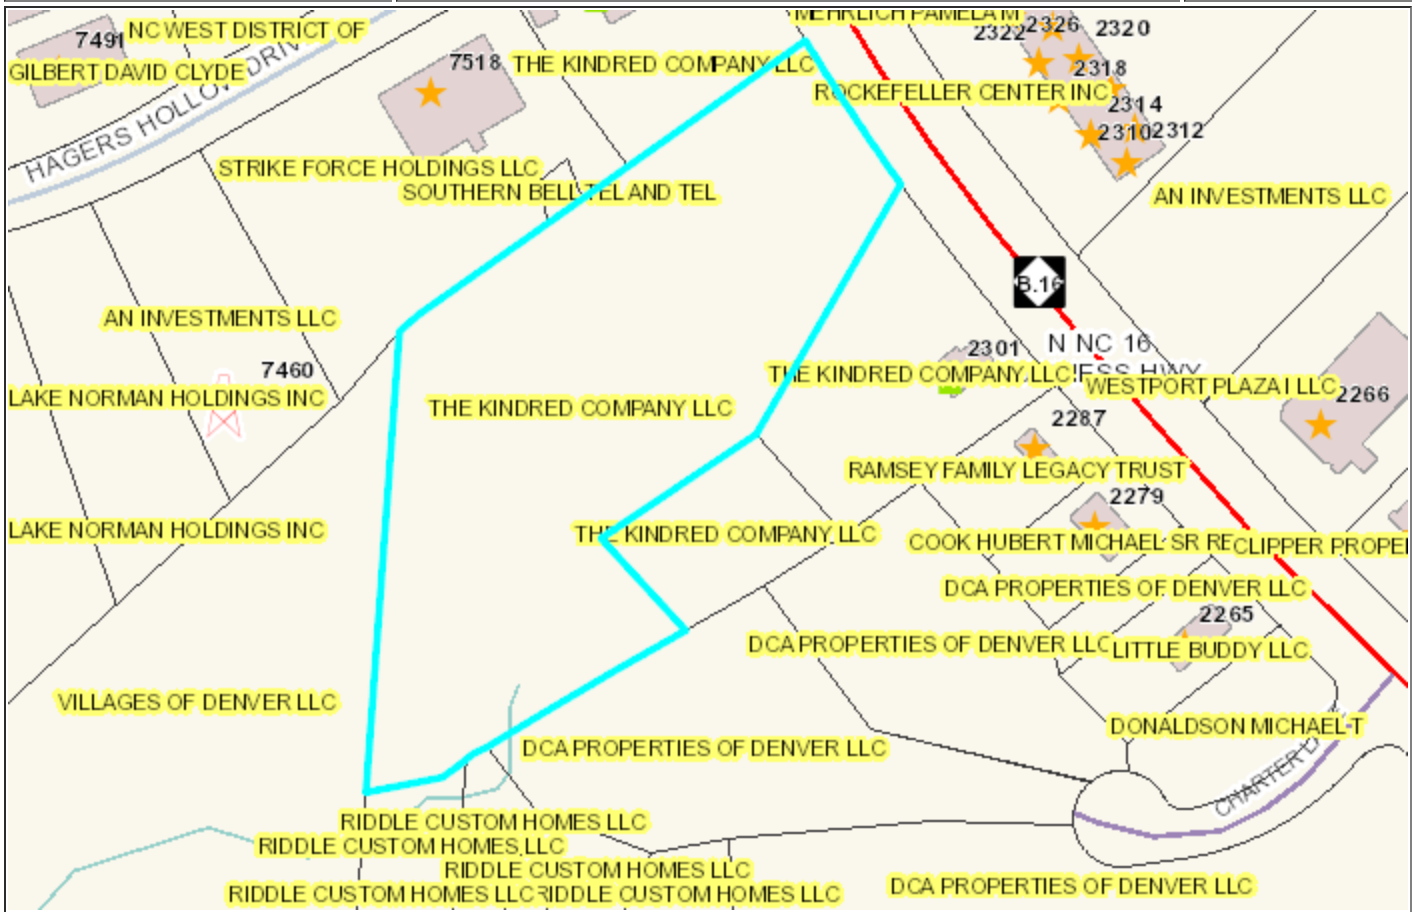 MEHRLICH PAMELA M
2326
2320
2322
7491
NC WEST DISTRICT OF
GILBERT DAVID CLYDE
7518
THE KINDRED COMPANY LLC
2318
ROCKEFELLER CENTER INC
2314
2310
2312
HAGERS HOLLOW DRIV
STRIKE FORCE HOLDINGS LLC
SOUTHERN BELL TEL AND TEL
AN INVESTMENTS LLC
B.16
AN INVESTMENTS LLC
N NC 16
2301
ESS HWY
7460
THE KINDRED COMPANY LLC
WESTPORT PLAZA I LLC
2266
LAKE NORMAN HOLDINGS INC
THE KINDRED COMPANY LLC
2287
RAMSEY FAMILY LEGACY TRUST
2279
LAKE NORMAN HOLDINGS INC
THE KINDRED COMPANY LLC
COOK HUBERT MICHAEL SR RE
CLIPPER PROPE
DCA PROPERTIES OF DENVER LLC
2265
DCA PROPERTIES OF DENVER LLC
LITTLE BUDDY LLC
VILLAGES OF DENVER LLC
DONALDSON MICHAEL T
DCA PROPERTIES OF DENVER LLC
CHARTER L
RIDDLE CUSTOM HOMES LLC
RIDDLE CUSTOM HOMES LLC
RIDDLE CUSTOM HOMES LLC
RIDDLE CUSTOM HOMES LLC
RIDDLE CUSTOM HOMES LLC
DCA PROPERTIES OF DENVER LLC